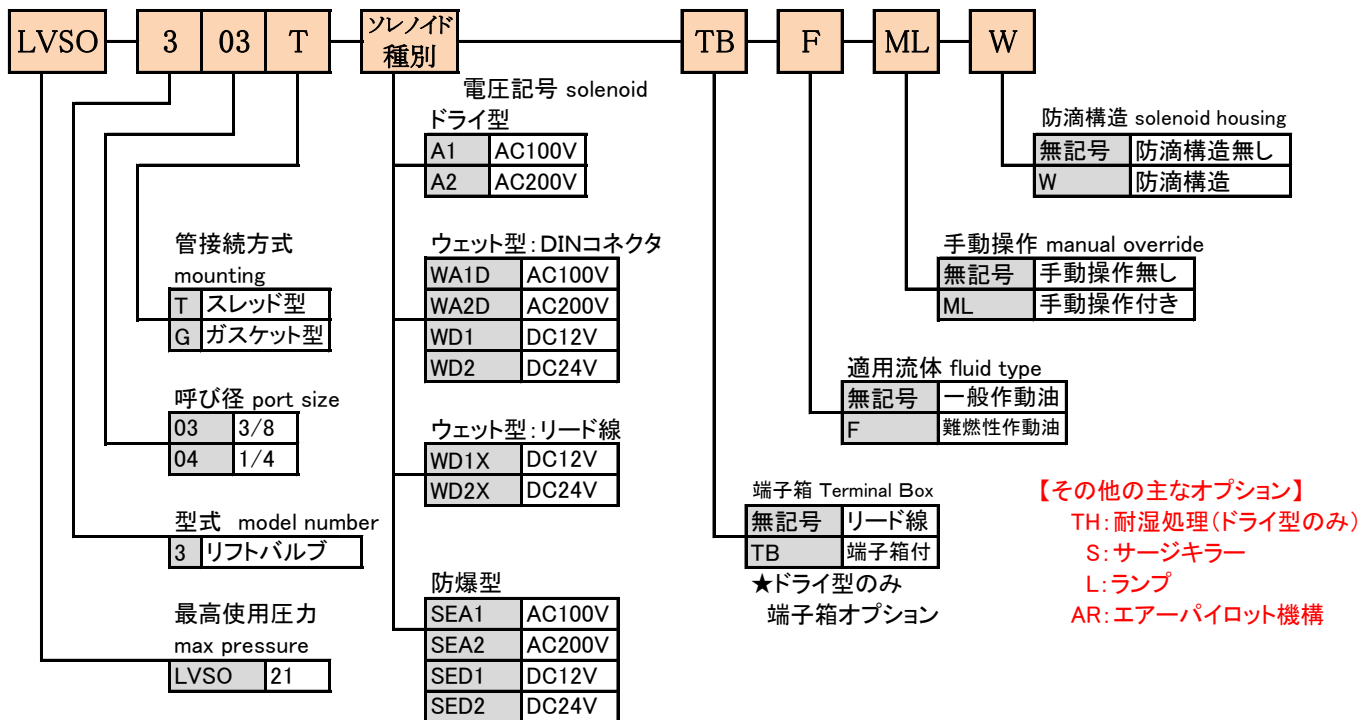 LVSO 3 03 T ソレノイド種別 TB F ML W
電圧記号 solenoid
ドライ型
A1 AC100V
A2 AC200V
防滴構造 solenoid housing
無記号 防滴構造無し
W 防滴構造
管接続方式
mounting
T スレッド型
G ガスケット型
ウェット型:DINコネクタ
WA1D AC100V
WA2D AC200V
WD1 DC12V
WD2 DC24V
手動操作 manual override
無記号 手動操作無し
ML 手動操作付き
呼び径 port size
03 3/8
04 1/4
ウェット型:リード線
WD1X DC12V
WD2X DC24V
適用流体 fluid type
無記号 一般作動油
F 難燃性作動油
型式 model number
3 リフトバルブ
端子箱 Terminal Box
無記号 リード線
TB 端子箱付
★ドライ型のみ
端子箱オプション
【その他の主なオプション】
TH:耐湿処理(ドライ型のみ)
S:サージキラー
L:ランプ
AR:エアーパイロット機構
最高使用圧力
max pressure
LVSO 21
防爆型
SEA1 AC100V
SEA2 AC200V
SED1 DC12V
SED2 DC24V